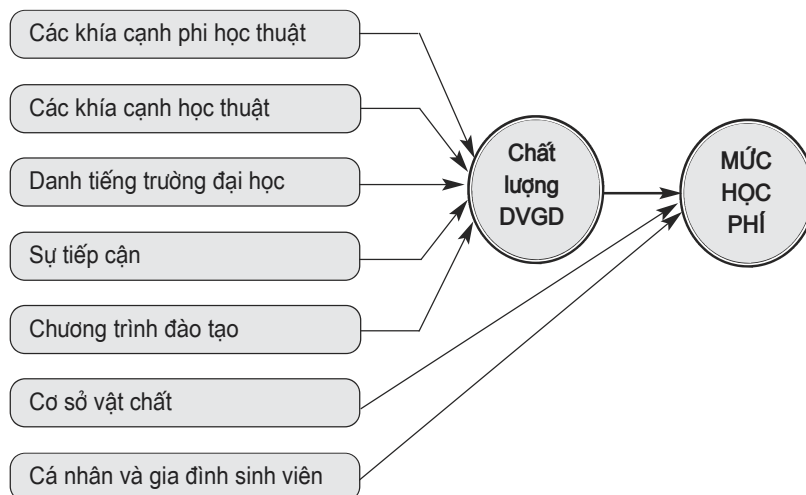 Các khía cạnh phi học thuật
Các khía cạnh học thuật
Danh tiếng trường đại học
Sự tiếp cận
Chương trình đào tạo
Cơ sở vật chất
Cá nhân và gia đình sinh viên
Chất
lượng
DVGD
MỨC
HỌC
PHÍ